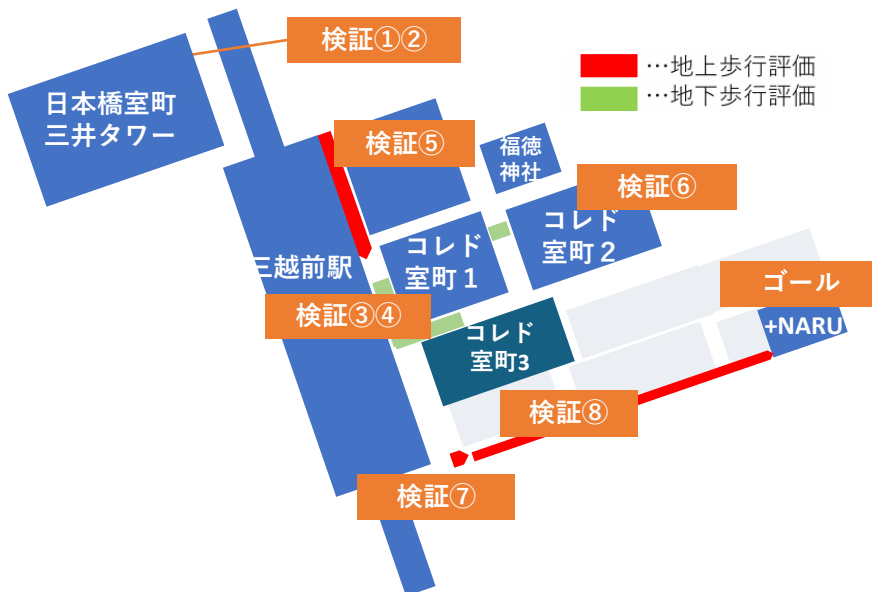 検証①②
…地上歩行評価
…地下歩行評価
日本橋室町
三井タワー
検証⑤
福徳
神社
検証⑥
コレド
室町２
コレド
室町１
三越前駅
ゴール
検証③④
+NARU
コレド
室町3
検証⑧
検証⑦